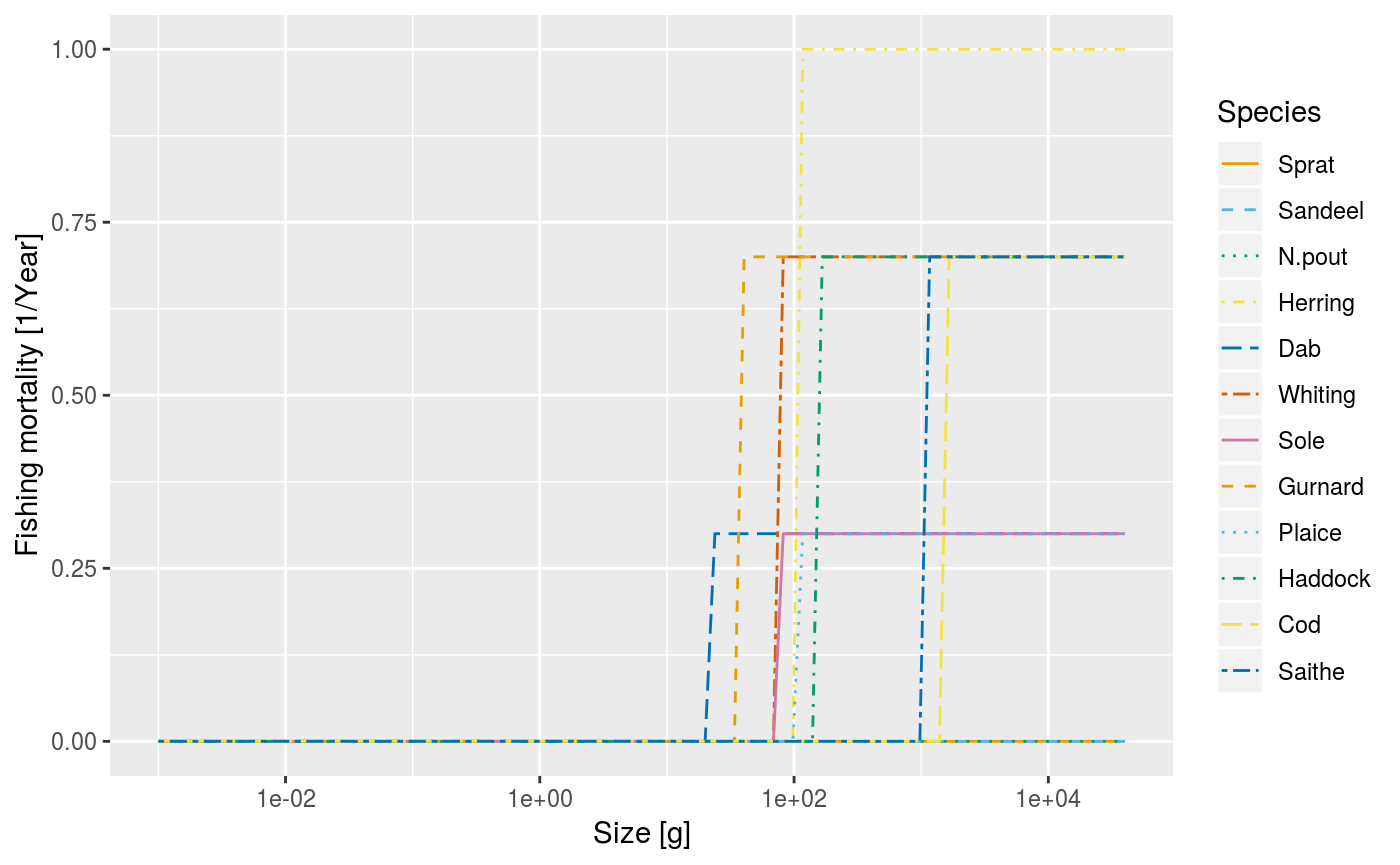 1.00
0.75
0.50
0.25
0.00
Fishing mortality [1/Year]
1e-02
1e+00
1e+02
1e+04
Size [g]
Species
Sprat
Sandeel
N.pout
Herring
Dab
Whiting
Sole
Gurnard
Plaice
Haddock
Cod
Saithe